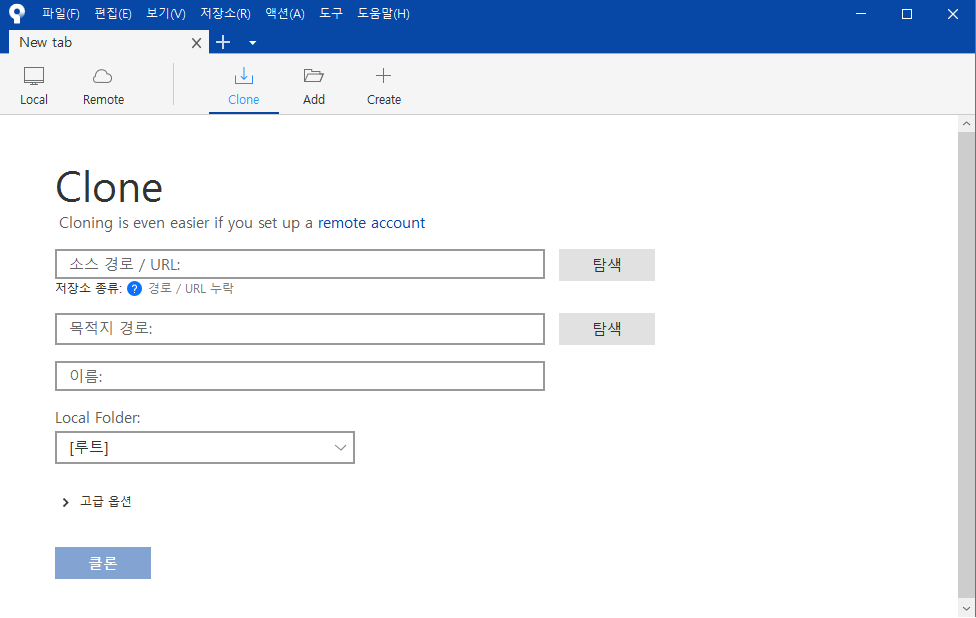 파일(F) 편집(E) 보기(V) 저장소(R) 액션(A) 도구 도움말(H)
New tab
Local Remote Clone Add Create
Clone
Cloning is even easier if you set up a remote account
소스 경로 / URL: 탐색
저장소 종류: ? 경로 / URL 누락
목적지 경로: 탐색
이름:
Local Folder:
[루트]
고급 옵션
클론